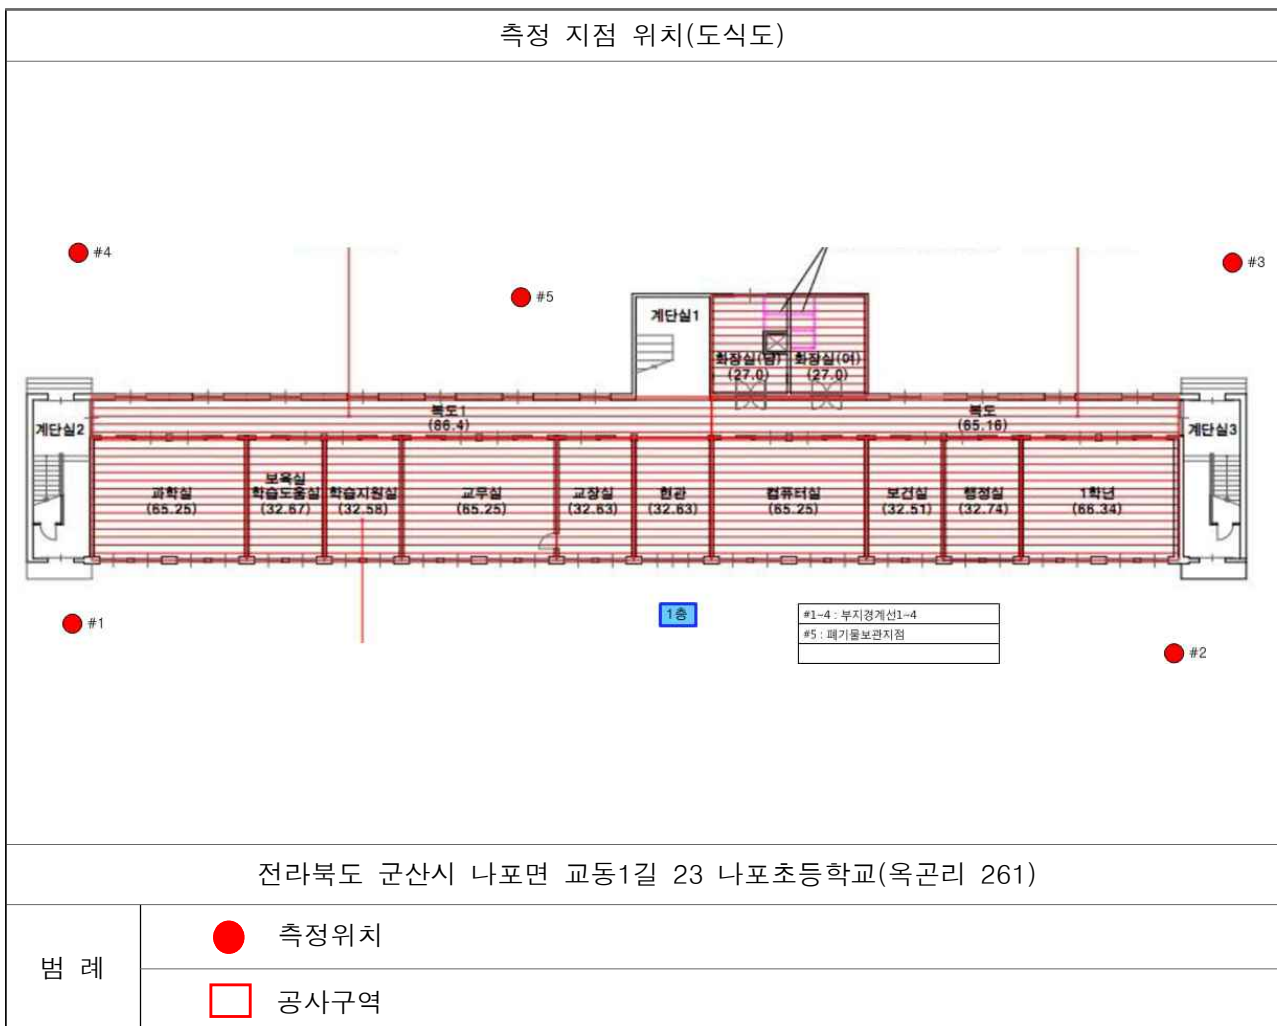 측정 지점 위치(도식도)
#4
#3
#5
계단실1
화장실(남)
(27.0)
화장실(여)
(27.0)
계단실2
복도1
(86.4)
복도
(65.16)
계단실3
과학실
(65.25)
보육실
학습도움실
(32.67)
학습지원실
(32.58)
교무실
(65.25)
교장실
(32.63)
현관
(32.63)
컴퓨터실
(65.25)
보건실
(32.51)
행정실
(32.74)
1학년
(66.34)
#1
1층
#1~4 : 부지경계선1~4
#5 : 폐기물보관지점
#2
전라북도 군산시 나포면 교동1길 23 나포초등학교(옥곤리 261)
범 례
측정위치
공사구역